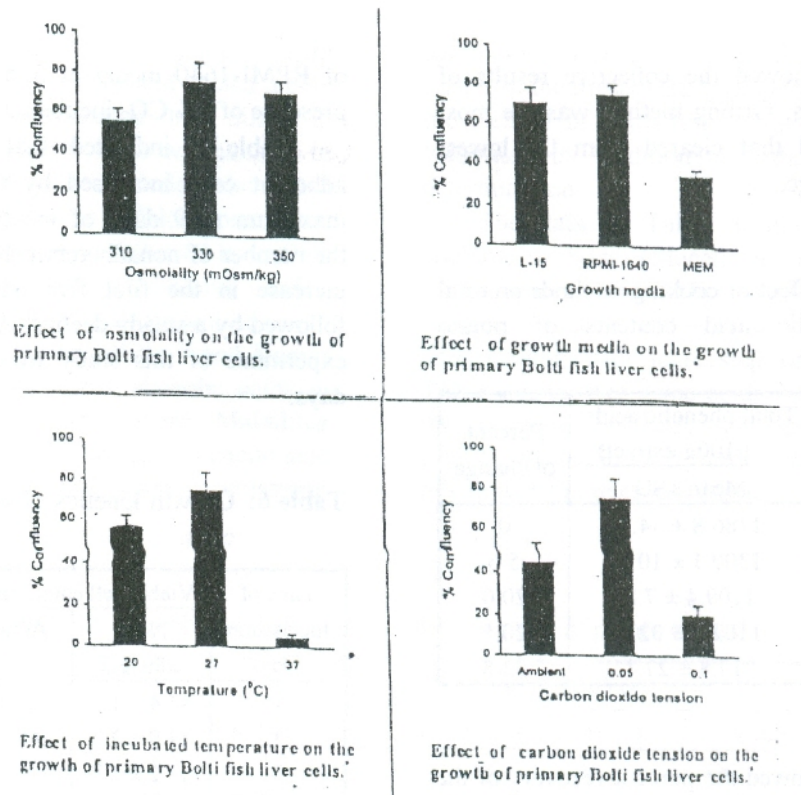 100
80
60
40
20
0
% Confluency
310 330 350
Osmolality (mOsm/kg)
Effect of osmolality on the growth of
primary Bolti fish liver cells.
100
80
60
40
20
0
% Confluency
L-15 RPMI-1640 MEM
Growth media
Effect of growth media on the growth
of primary Bolti fish liver cells.
100
80
60
40
20
0
% Confluency
20 27 37
Temprature (°C)
Effect of incubated temperature on the
growth of primary Bolti fish liver cells.
100
80
60
40
20
0
% Confluency
Ambient 0.05 0.1
Carbon dioxide tension
Effect of carbon dioxide tension on the
growth of primary Bolti fish liver cells.